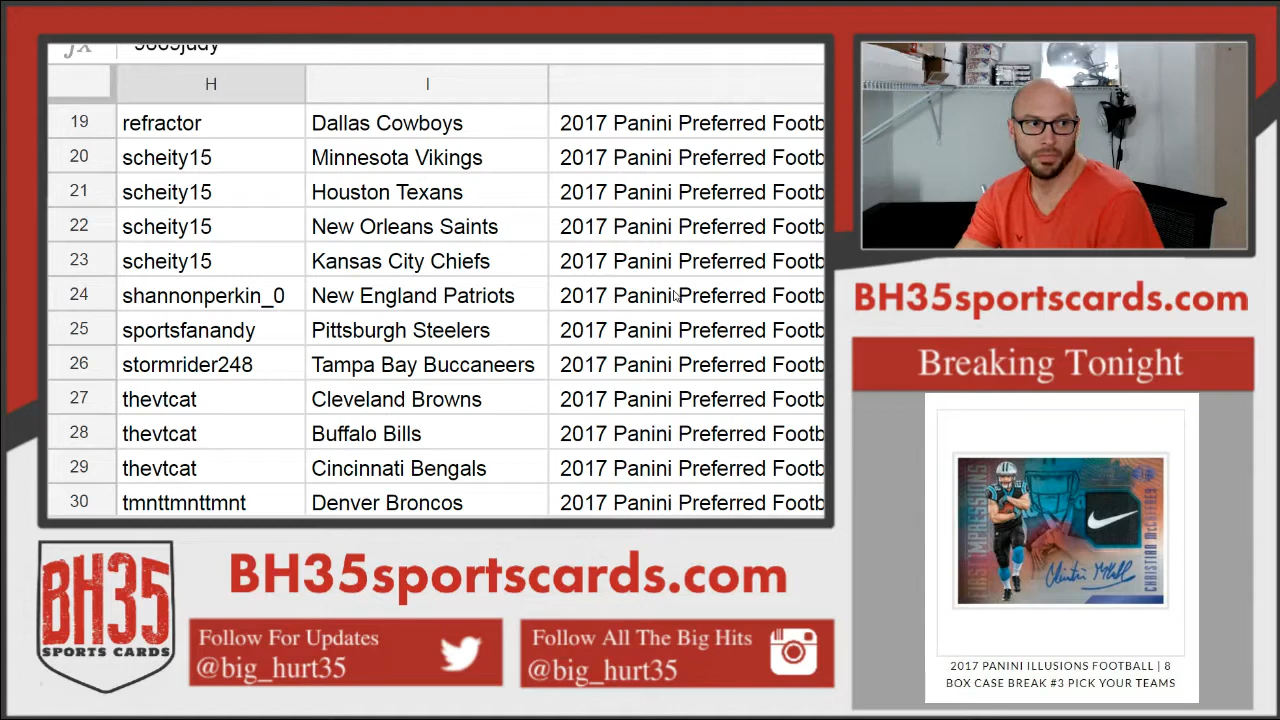 fx 9889judy
H I
19 refractor Dallas Cowboys 2017 Panini Preferred Footb
20 scheity15 Minnesota Vikings 2017 Panini Preferred Footb
21 scheity15 Houston Texans 2017 Panini Preferred Footb
22 scheity15 New Orleans Saints 2017 Panini Preferred Footb
23 scheity15 Kansas City Chiefs 2017 Panini Preferred Footb
24 shannonperkin_0 New England Patriots 2017 Panini Preferred Footb
25 sportsfanandy Pittsburgh Steelers 2017 Panini Preferred Footb
26 stormrider248 Tampa Bay Buccaneers 2017 Panini Preferred Footb
27 thevtcat Cleveland Browns 2017 Panini Preferred Footb
28 thevtcat Buffalo Bills 2017 Panini Preferred Footb
29 thevtcat Cincinnati Bengals 2017 Panini Preferred Footb
30 tmnttmnttmnt Denver Broncos 2017 Panini Preferred Footb
BH35sportscards.com
Breaking Tonight
FIRST IMPRESSIONS
CHRISTIAN McCAFFREY
2017 PANINI ILLUSIONS FOOTBALL | 8
BOX CASE BREAK #3 PICK YOUR TEAMS
BH35
SPORTS CARDS
BH35sportscards.com
Follow For Updates
@big_hurt35
Follow All The Big Hits
@big_hurt35